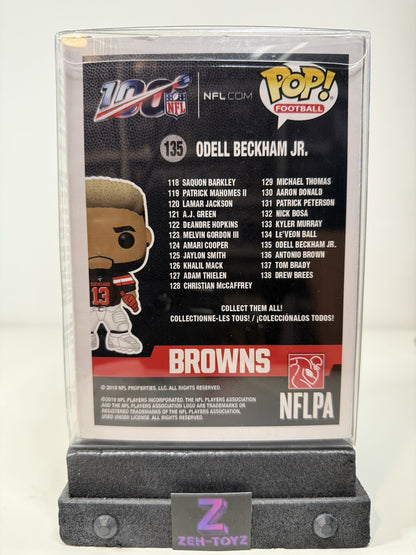 100
NFL
NFL.COM
POP!
FOOTBALL
135 ODELL BECKHAM JR.
118 SAQUON BARKLEY
119 PATRICK MAHOMES II
120 LAMAR JACKSON
121 A.J. GREEN
122 DEANDRE HOPKINS
123 MELVIN GORDON III
124 AMARI COOPER
125 JAYLON SMITH
126 KHALIL MACK
127 ADAM THIELEN
128 CHRISTIAN McCAFFREY
129 MICHAEL THOMAS
130 AARON DONALD
131 PATRICK PETERSON
132 NICK BOSA
133 KYLER MURRAY
134 LE'VEON BALL
135 ODELL BECKHAM JR.
136 ANTONIO BROWN
137 TOM BRADY
138 DREW BREES
COLLECT THEM ALL!
COLLECTIONNE-LES TOUS! / ¡COLECCIÓNALOS TODOS!
CLEVELAND
13
BROWNS
NFLPA
© 2019 NFL PROPERTIES, LLC. ALL RIGHTS RESERVED.
©2019 NFL PLAYERS INCORPORATED. THE NFL PLAYERS ASSOCIATION
AND THE NFL PLAYERS ASSOCIATION LOGO ARE TRADEMARKS OR
REGISTERED TRADEMARKS OF THE NFL PLAYERS ASSOCIATION,
USED UNDER LICENSE. ALL RIGHTS RESERVED.
Z
ZEH-TOYZ